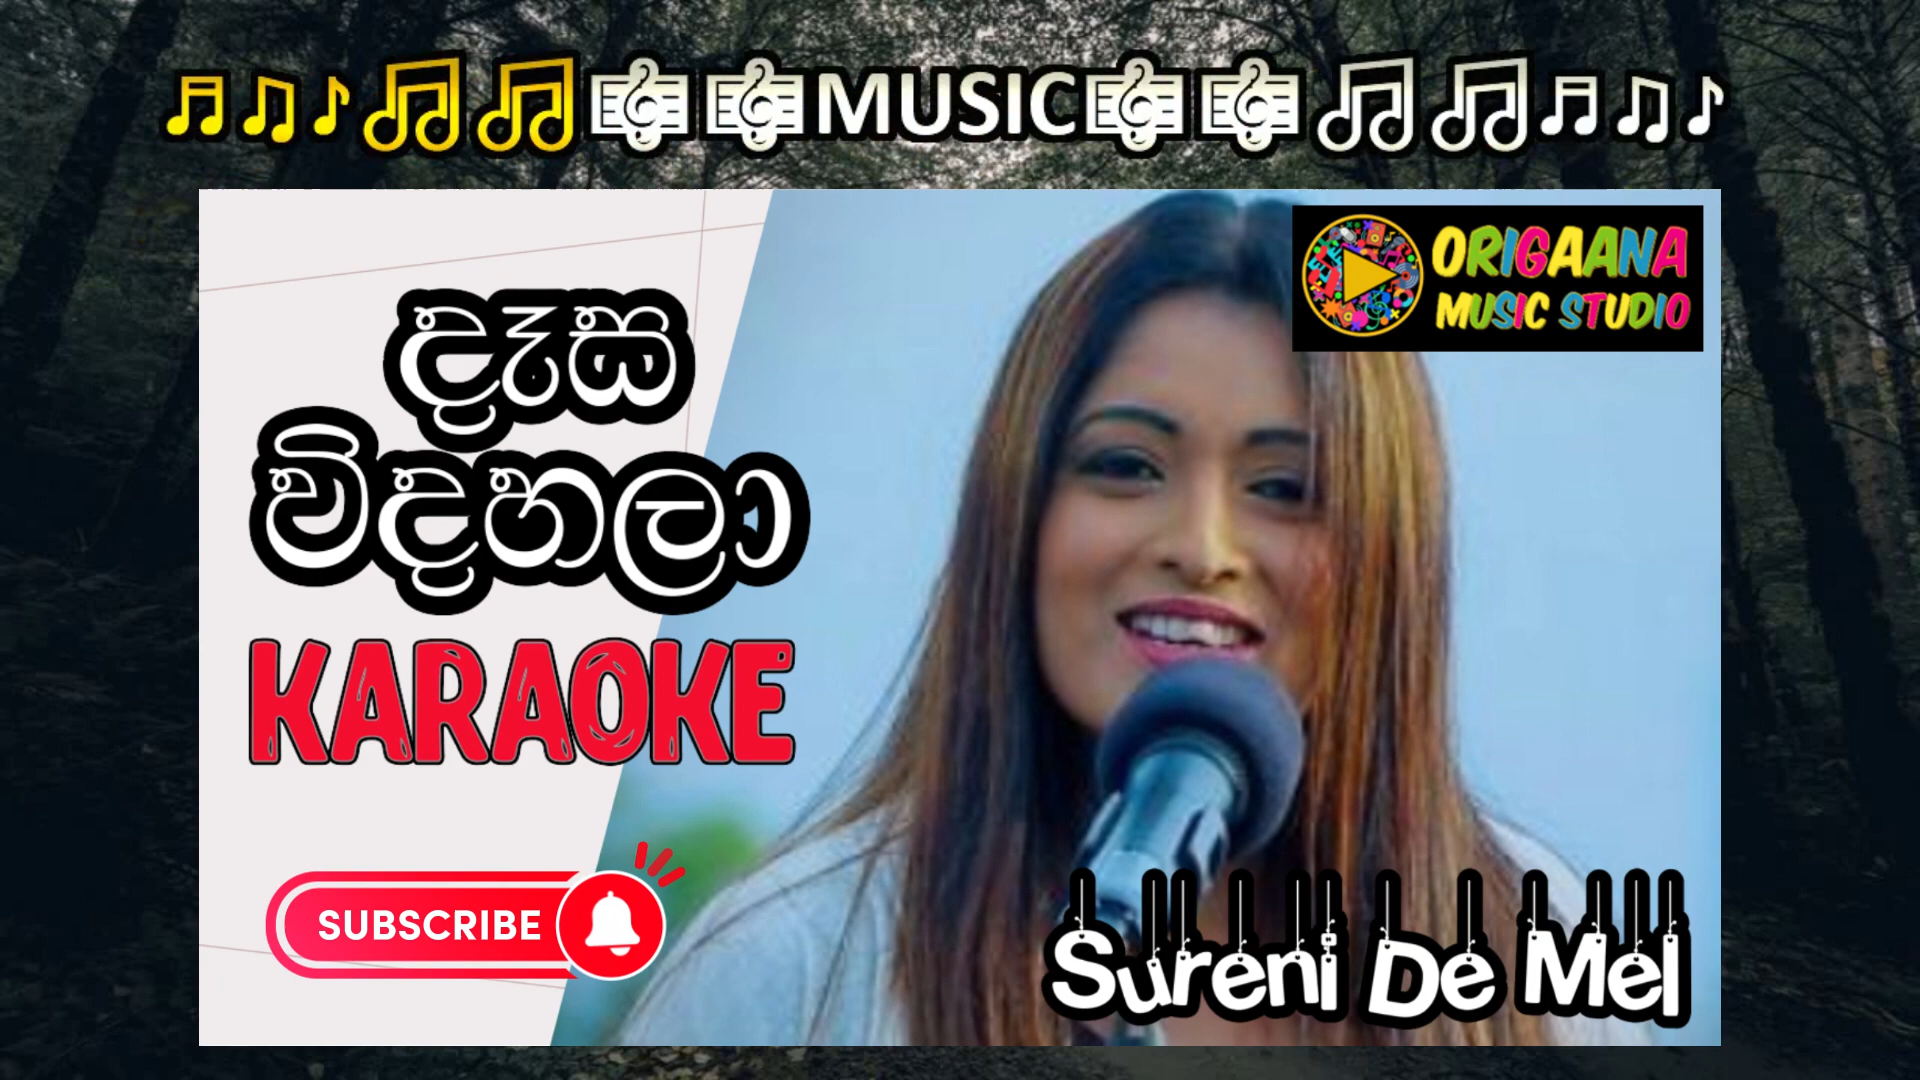 MUSIC
ORIGAANA
MUSIC STUDIO
දෑස
විදහලා
KARAOKE
SUBSCRIBE
Sureni De Mel